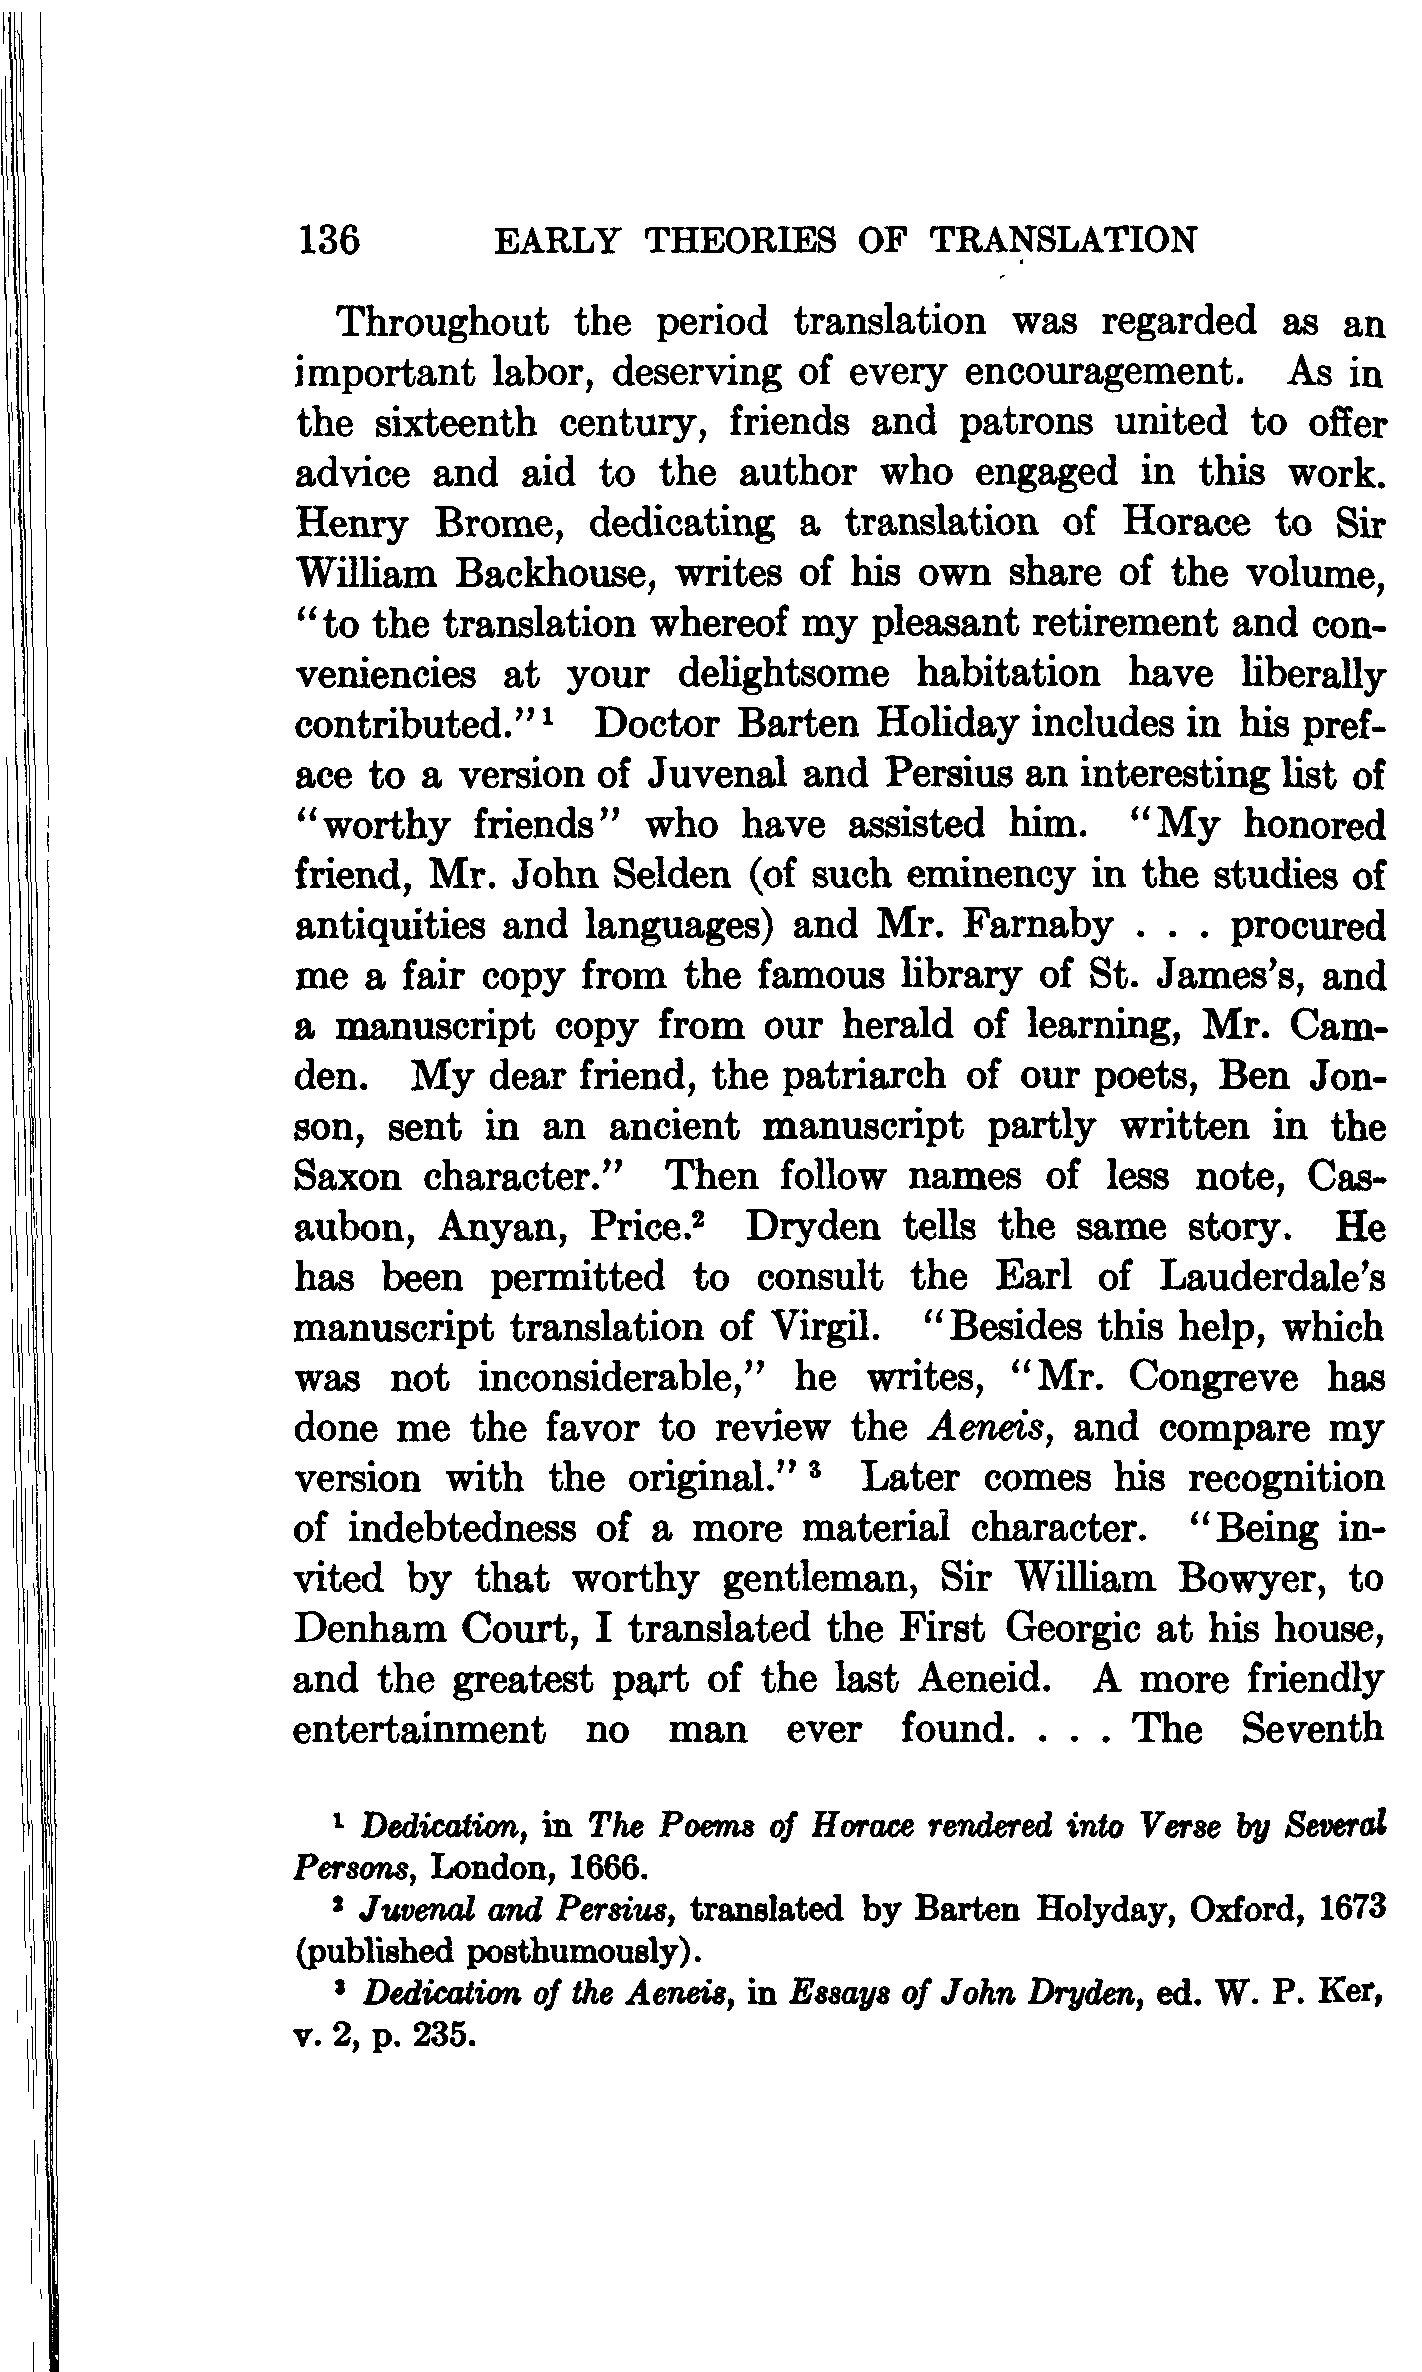 136 EARLY THEORIES OF TRANSLATION
Throughout the period translation was regarded as an
important labor, deserving of every encouragement. As in
the sixteenth century, friends and patrons united to offer
advice and aid to the author who engaged in this work.
Henry Brome, dedicating a translation of Horace to Sir
William Backhouse, writes of his own share of the volume,
"to the translation whereof my pleasant retirement and con-
veniencies at your delightsome habitation have liberally
contributed."¹ Doctor Barten Holiday includes in his pref-
ace to a version of Juvenal and Persius an interesting list of
"worthy friends" who have assisted him. "My honored
friend, Mr. John Selden (of such eminency in the studies of
antiquities and languages) and Mr. Farnaby . . . procured
me a fair copy from the famous library of St. James's, and
a manuscript copy from our herald of learning, Mr. Cam-
den. My dear friend, the patriarch of our poets, Ben Jon-
son, sent in an ancient manuscript partly written in the
Saxon character." Then follow names of less note, Cas-
aubon, Anyan, Price.² Dryden tells the same story. He
has been permitted to consult the Earl of Lauderdale's
manuscript translation of Virgil. "Besides this help, which
was not inconsiderable," he writes, "Mr. Congreve has
done me the favor to review the Aeneis, and compare my
version with the original."³ Later comes his recognition
of indebtedness of a more material character. "Being in-
vited by that worthy gentleman, Sir William Bowyer, to
Denham Court, I translated the First Georgic at his house,
and the greatest part of the last Aeneid. A more friendly
entertainment no man ever found. . . . The Seventh
¹ Dedication, in The Poems of Horace rendered into Verse by Several
Persons, London, 1666.
² Juvenal and Persius, translated by Barten Holyday, Oxford, 1673
(published posthumously).
³ Dedication of the Aeneis, in Essays of John Dryden, ed. W. P. Ker,
v. 2, p. 235.